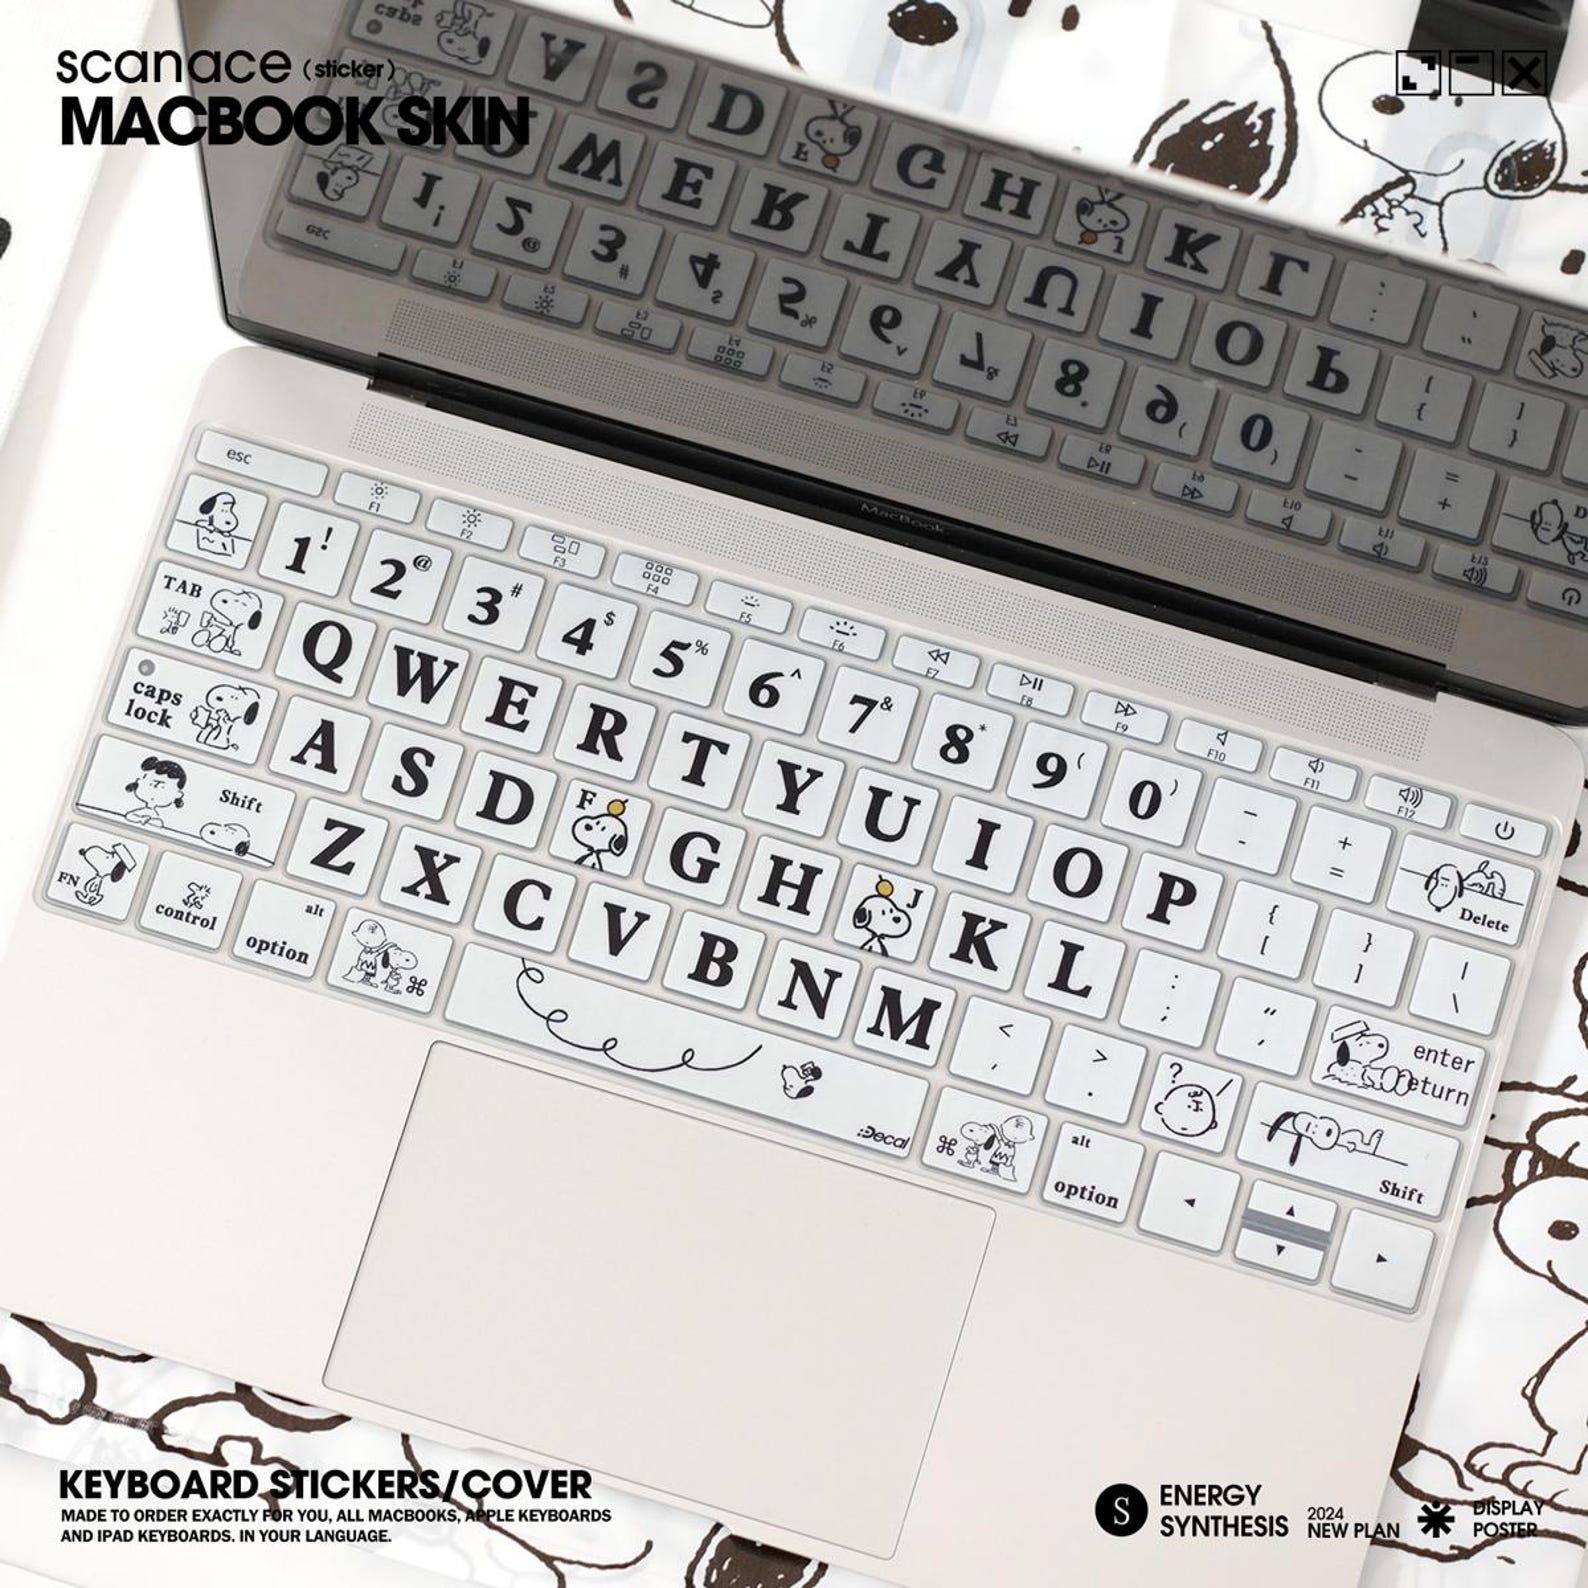 scanace (sticker)
MACBOOK SKIN
MacBook
esc
F1
F2
F3
F4
F5
F6
F7
F8
F9
F10
F11
F12
1 !
2 @
3 #
4 $
5 %
6 ^
7 &
8 *
9 (
0 )
- -
+ =
Delete
TAB
Q W E R T Y U I O P
{ [
} ]
| \
caps
lock
A S D F G H J K L
: ;
“ ,
enter
return
Shift
Z X C V B N M
< ,
> .
?
Shift
FN
control
alt
option
⌘
:Decal
⌘
alt
option
◂
▴
▾
▸
KEYBOARD STICKERS/COVER
MADE TO ORDER EXACTLY FOR YOU, ALL MACBOOKS, APPLE KEYBOARDS
AND IPAD KEYBOARDS. IN YOUR LANGUAGE.
S
ENERGY
SYNTHESIS
2024
NEW PLAN
DISPLAY
POSTER